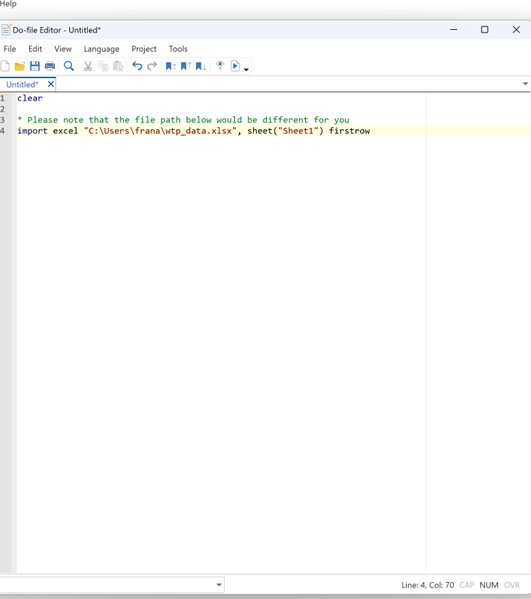 Help
Do-file Editor - Untitled*
File Edit View Language Project Tools
Untitled*
1 clear
2
3 * Please note that the file path below would be different for you
4 import excel "C:\Users\frana\wtp_data.xlsx", sheet("Sheet1") firstrow
Line: 4, Col: 70 CAP NUM OVR